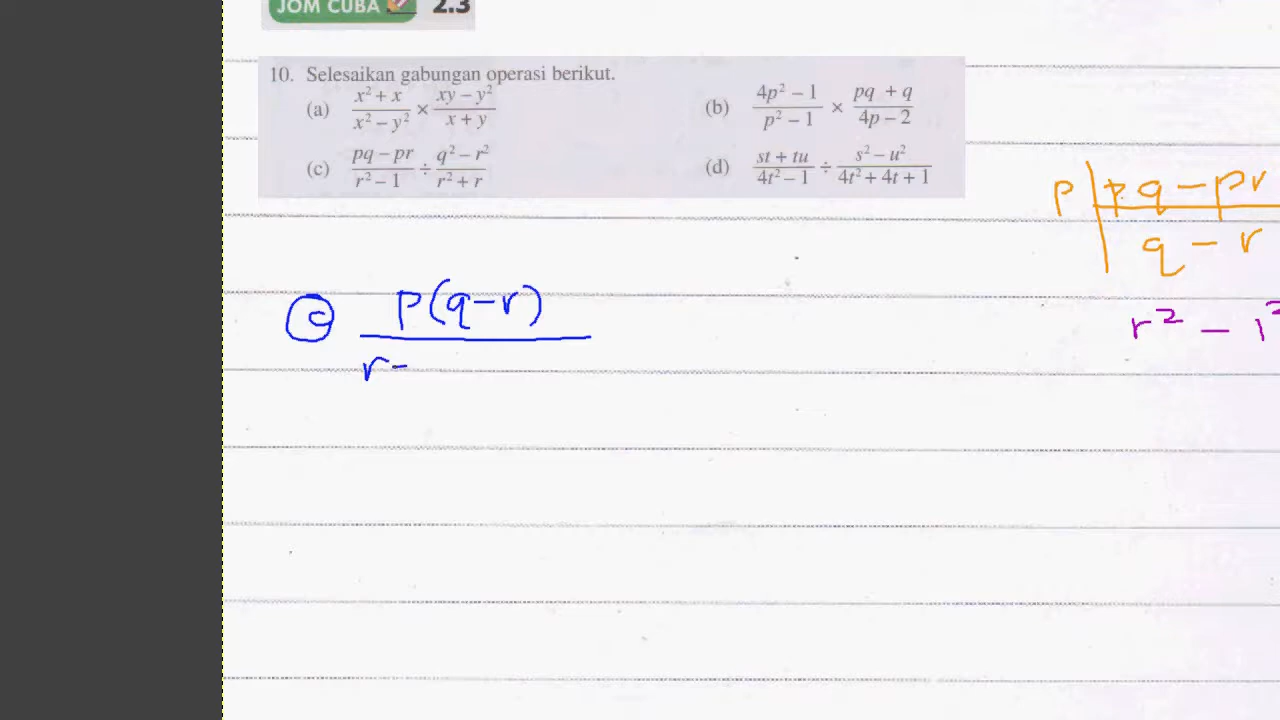 JOM CUBA 2.3
10. Selesaikan gabungan operasi berikut.
(a) (x² + x)/(x² – y²) × (xy – y²)/(x + y)
(b) (4p² – 1)/(p² – 1) × (pq + q)/(4p – 2)
(c) (pq – pr)/(r² – 1) ÷ (q² – r²)/(r² + r)
(d) (st + tu)/(4t² – 1) ÷ (s² – u²)/(4t² + 4t + 1)
p | pq – pr
q – r
r² – 1²
(c) p(q–r)
r –